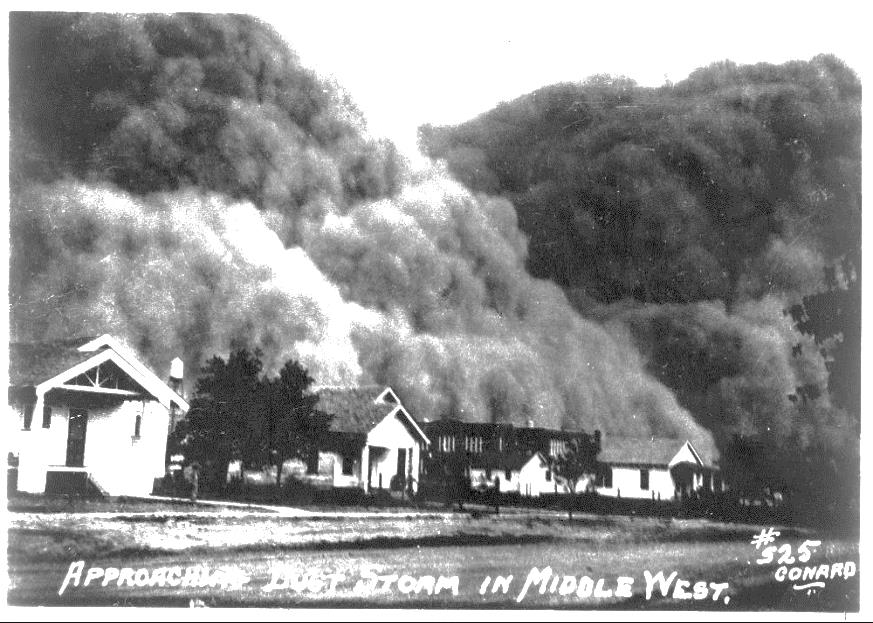 #
525
CONARD
APPROACHING DUST STORM IN MIDDLE WEST.